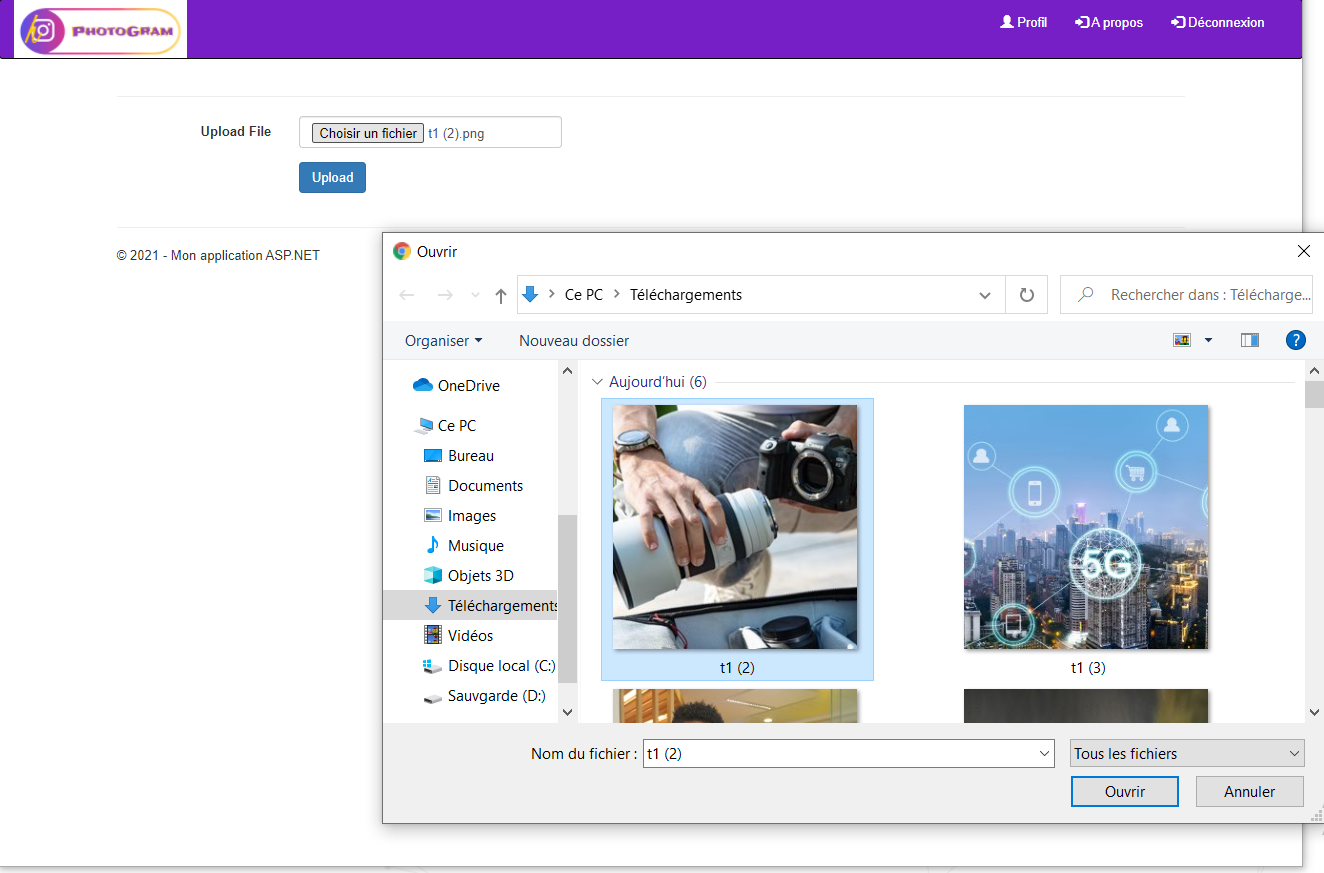 PHOTOGRAM
Profil
A propos
Déconnexion
Upload File
Choisir un fichier t1 (2).png
Upload
© 2021 - Mon application ASP.NET
Ouvrir
Ce PC > Téléchargements
Rechercher dans : Télécharge...
Organiser
Nouveau dossier
?
OneDrive
Ce PC
Bureau
Documents
Images
Musique
Objets 3D
Téléchargements
Vidéos
Disque local (C:)
Sauvgarde (D:)
Aujourd'hui (6)
5G
t1 (2)
t1 (3)
Nom du fichier : t1 (2)
Tous les fichiers
Ouvrir
Annuler